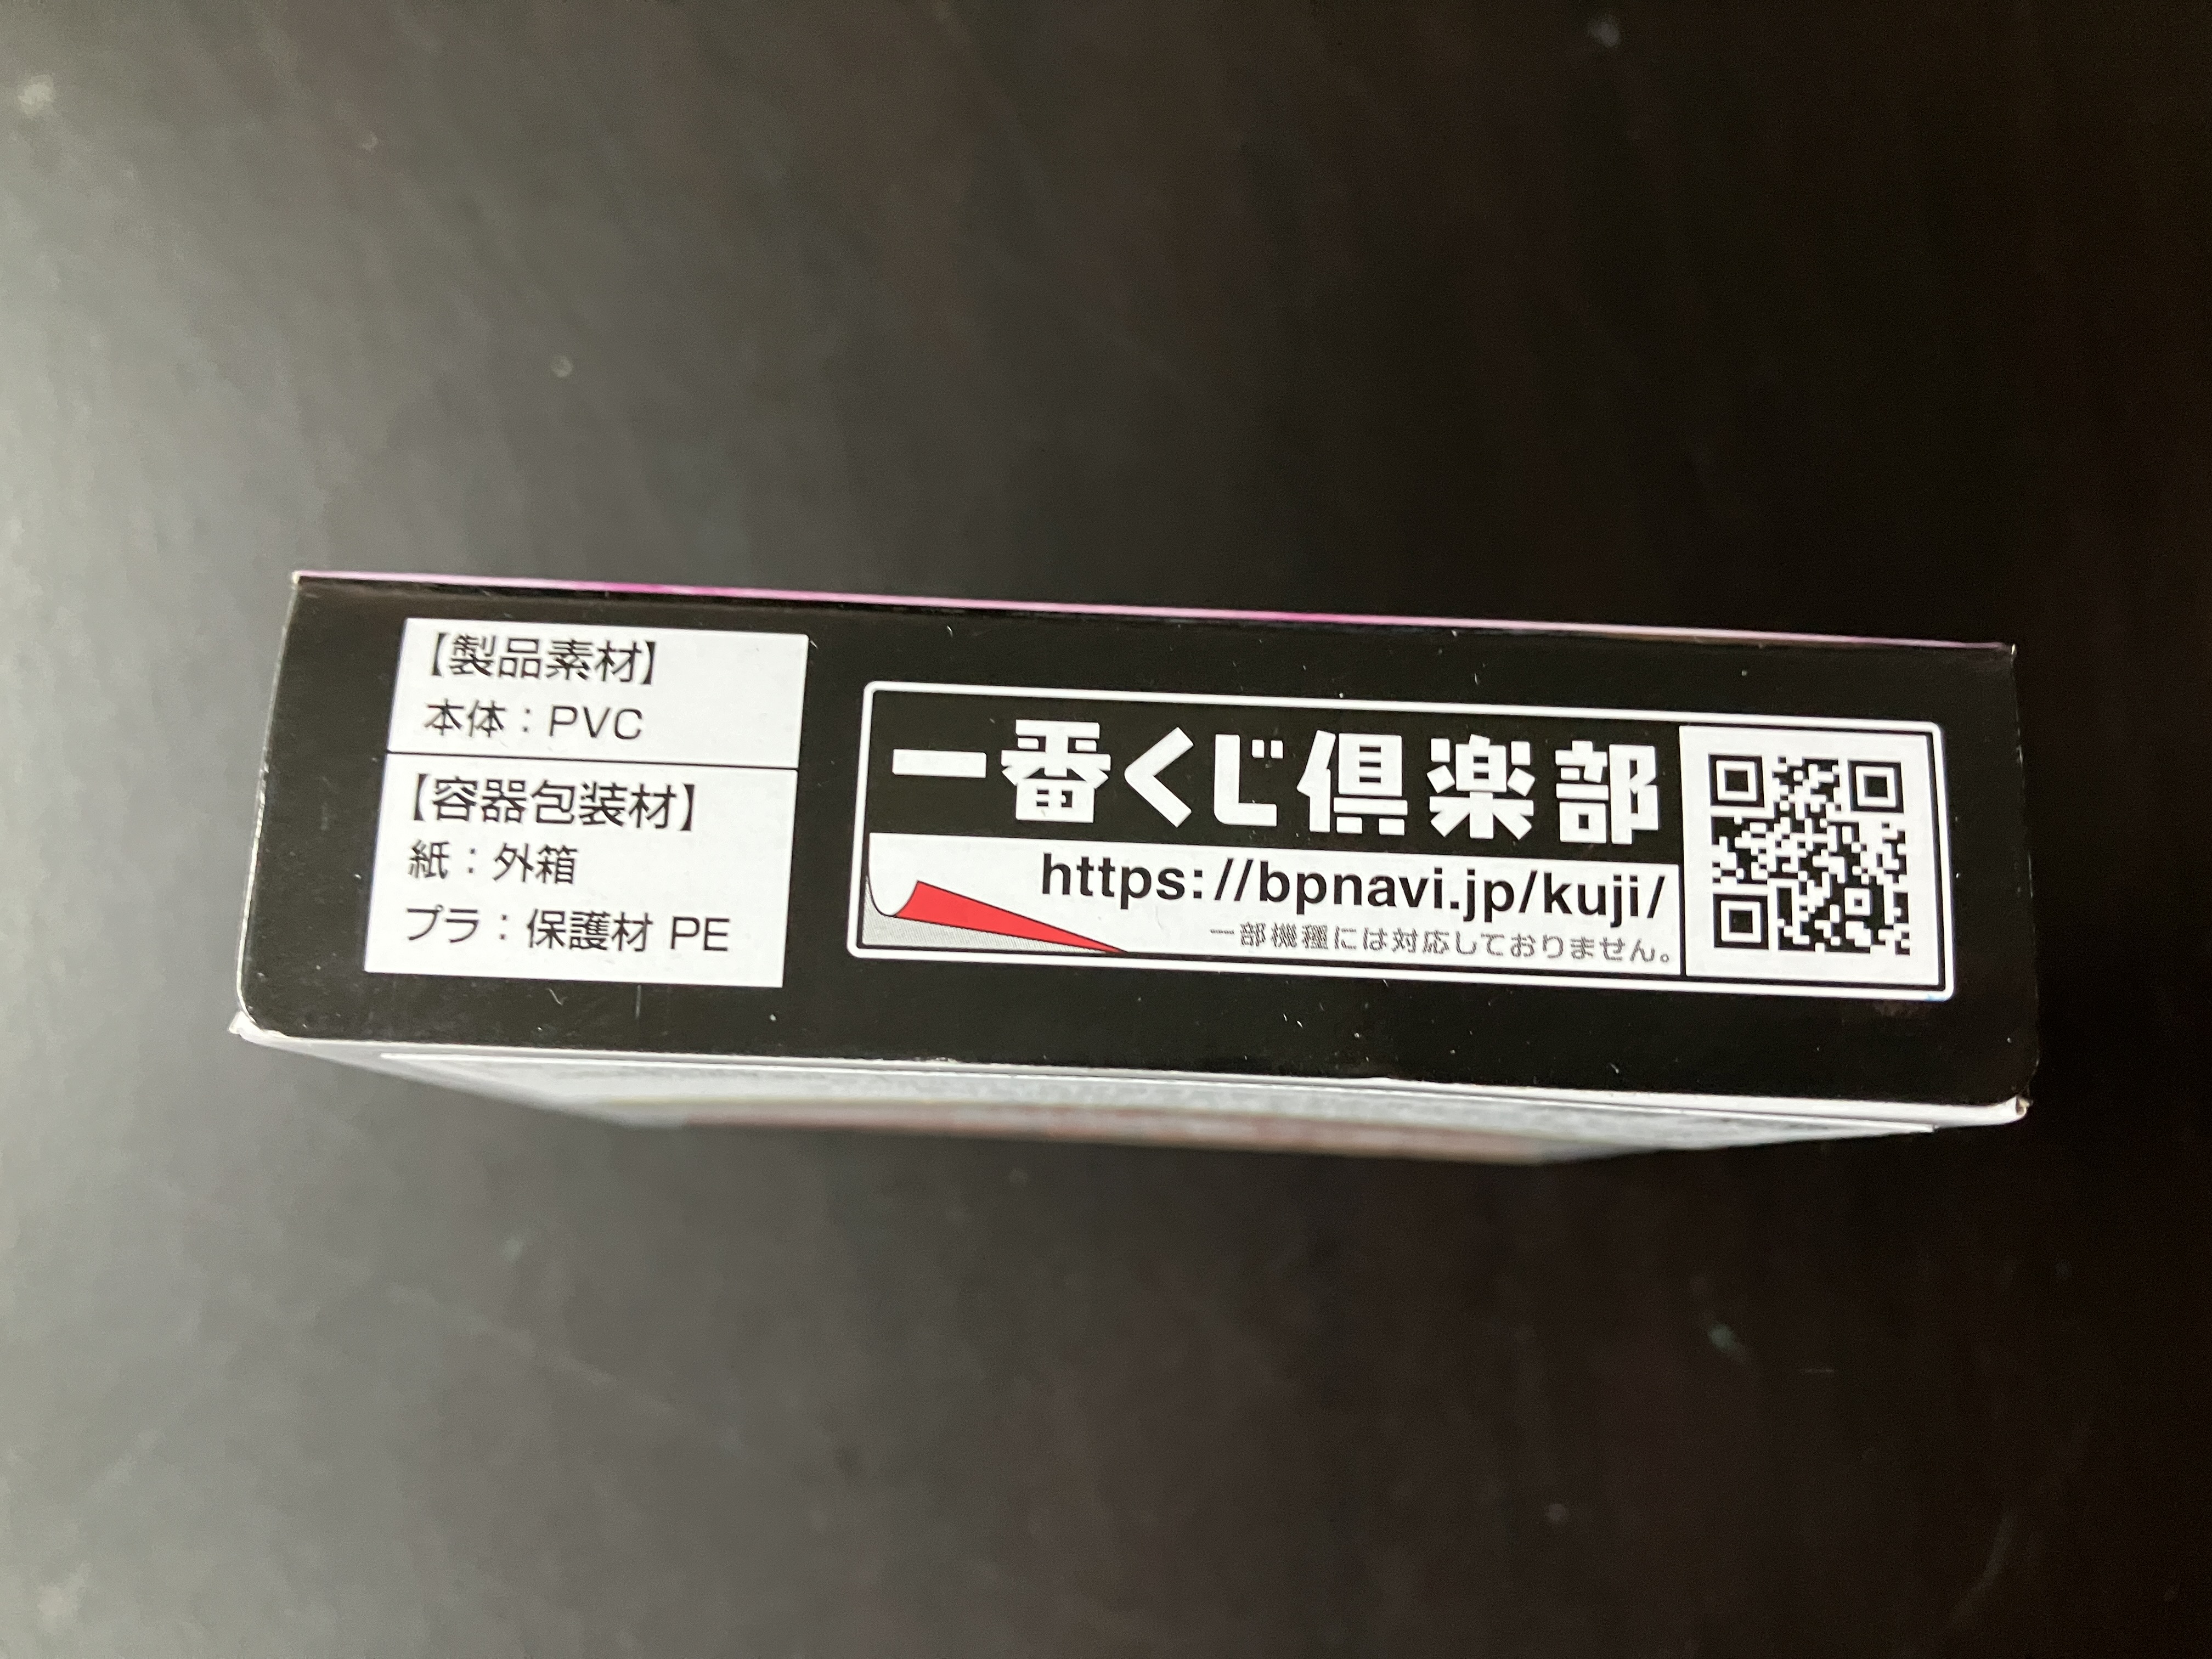 【製品素材】
本体：PVC
【容器包装材】
紙：外箱
プラ：保護材 PE
一番くじ倶楽部
https://bpnavi.jp/kuji/
一部機種には対応しておりません。